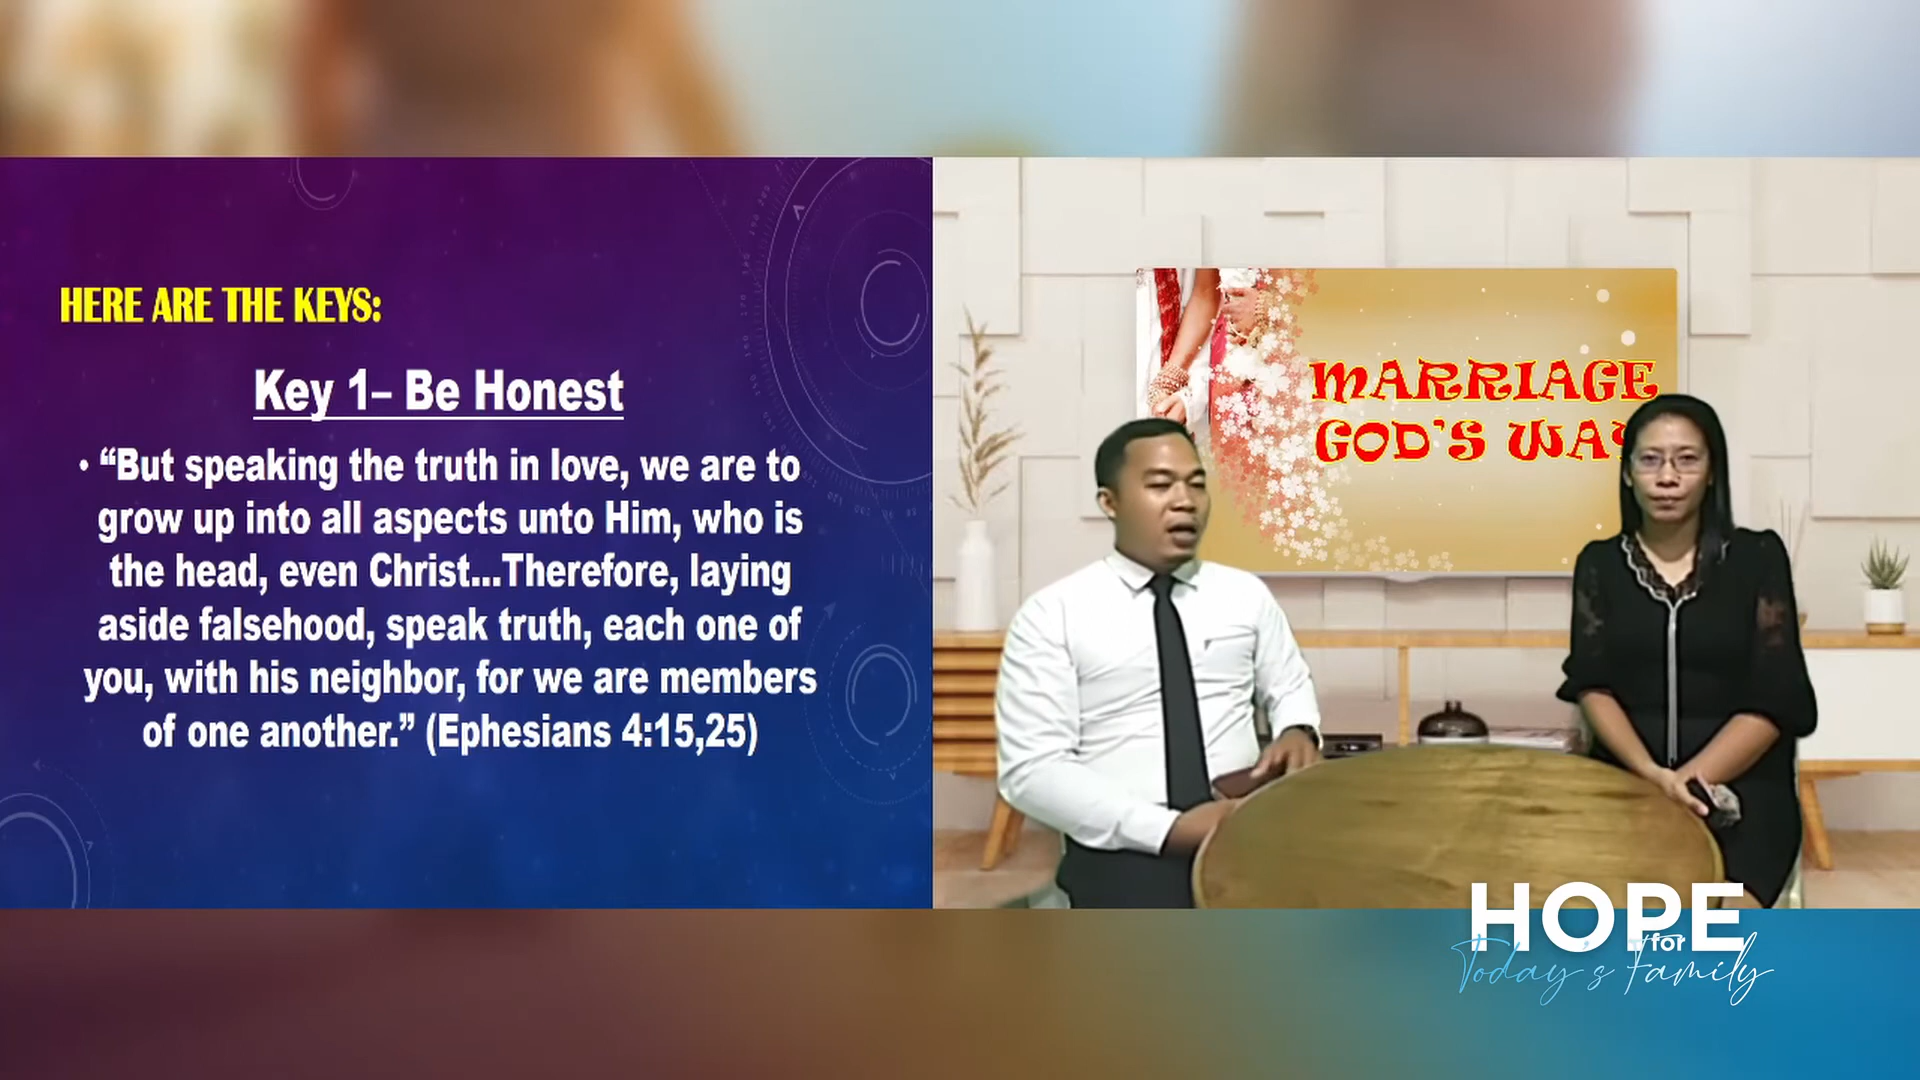 HERE ARE THE KEYS:
Key 1– Be Honest
• “But speaking the truth in love, we are to
grow up into all aspects unto Him, who is
the head, even Christ...Therefore, laying
aside falsehood, speak truth, each one of
you, with his neighbor, for we are members
of one another.” (Ephesians 4:15,25)
MARRIAGE
GOD'S WAY
HOPE
for
Today's Family